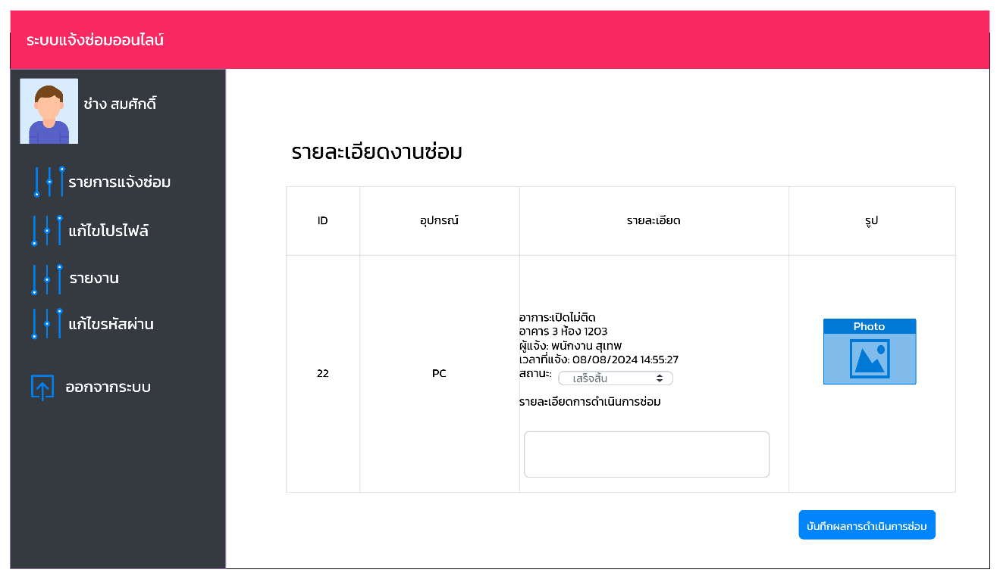 ระบบแจ้งซ่อมออนไลน์
ช่าง สมศักดิ์
รายการแจ้งซ่อม
แก้ไขโปรไฟล์
รายงาน
แก้ไขรหัสผ่าน
ออกจากระบบ
รายละเอียดงานซ่อม
ID อุปกรณ์ รายละเอียด รูป
22 PC
อาการ:เปิดไม่ติด
อาคาร 3 ห้อง 1203
ผู้แจ้ง: พนักงาน สุเทพ
เวลาที่แจ้ง: 08/08/2024 14:55:27
สถานะ: เสร็จสิ้น
รายละเอียดการดำเนินการซ่อม
Photo
บันทึกผลการดำเนินการซ่อม